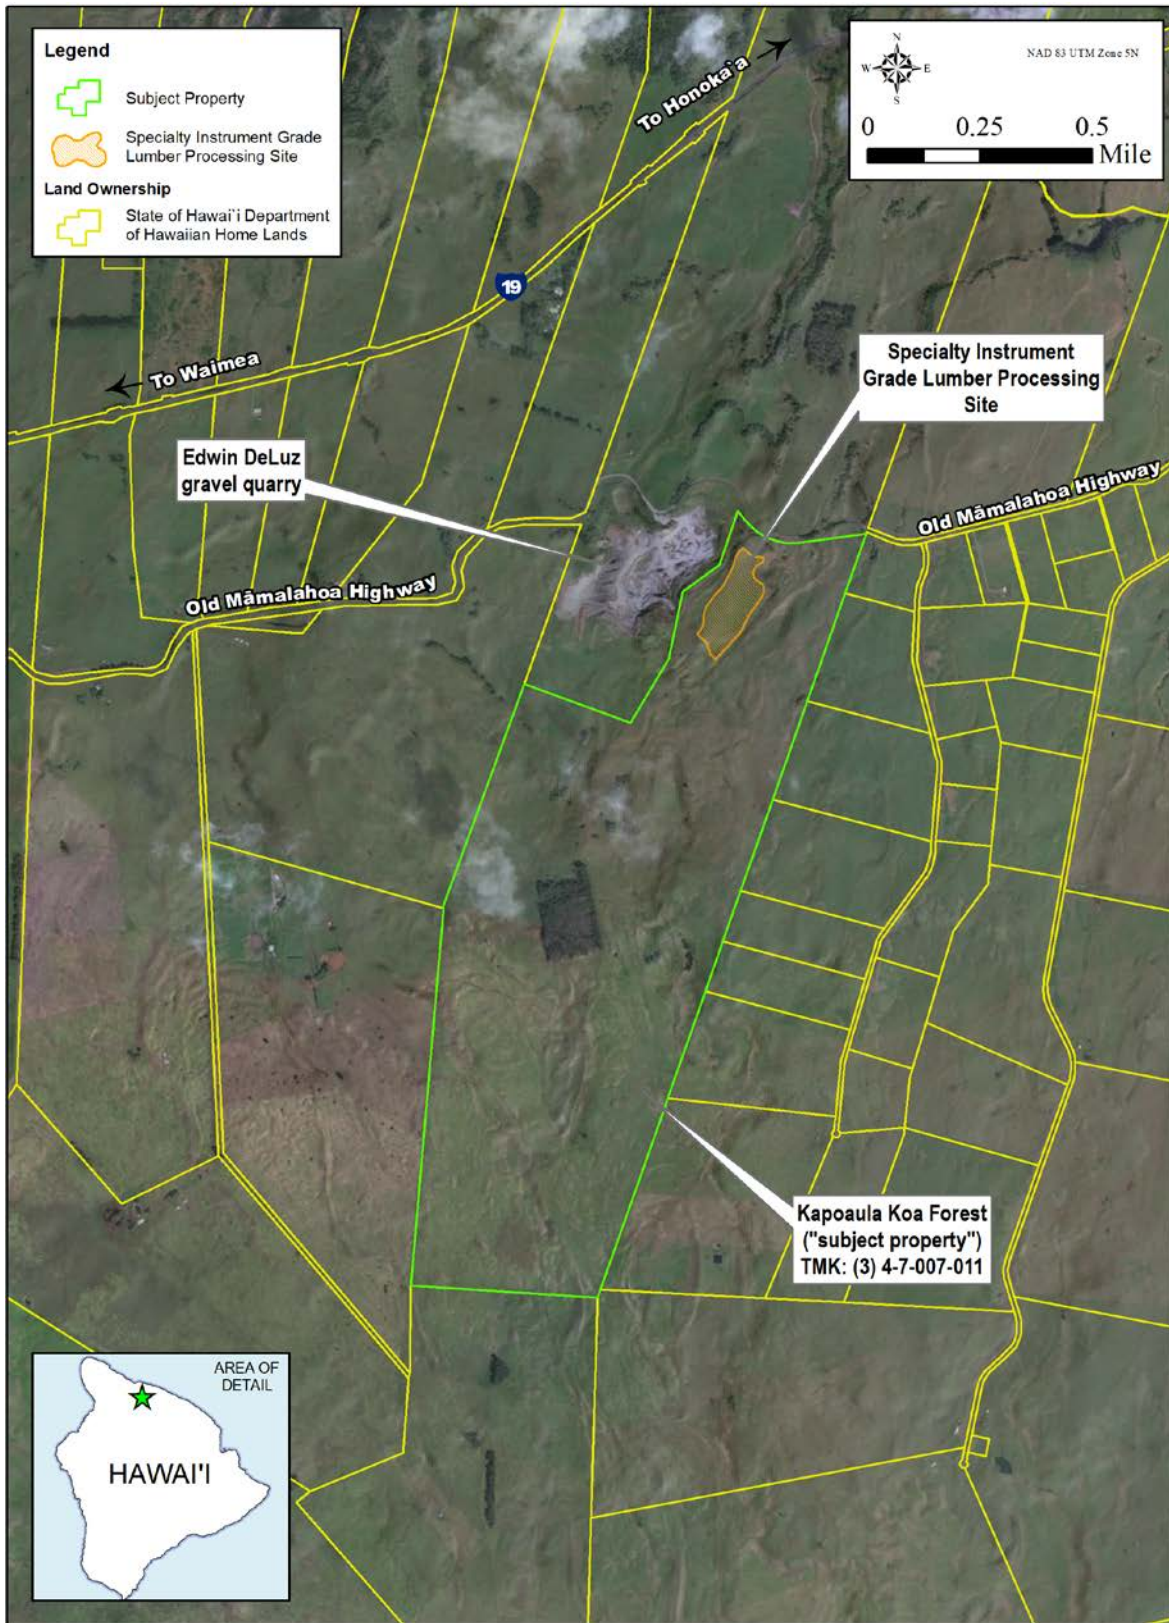 Legend
Subject Property
Specialty Instrument Grade
Lumber Processing Site
Land Ownership
State of Hawai`i Department
of Hawaiian Home Lands
N
W E
S
NAD 83 UTM Zone 5N
0 0.25 0.5
Mile
To Honoka`a
19
To Waimea
Specialty Instrument
Grade Lumber Processing
Site
Edwin DeLuz
gravel quarry
Old Māmalahoa Highway
Old Māmalahoa Highway
Kapoaula Koa Forest
("subject property")
TMK: (3) 4-7-007-011
AREA OF
DETAIL
HAWAI'I